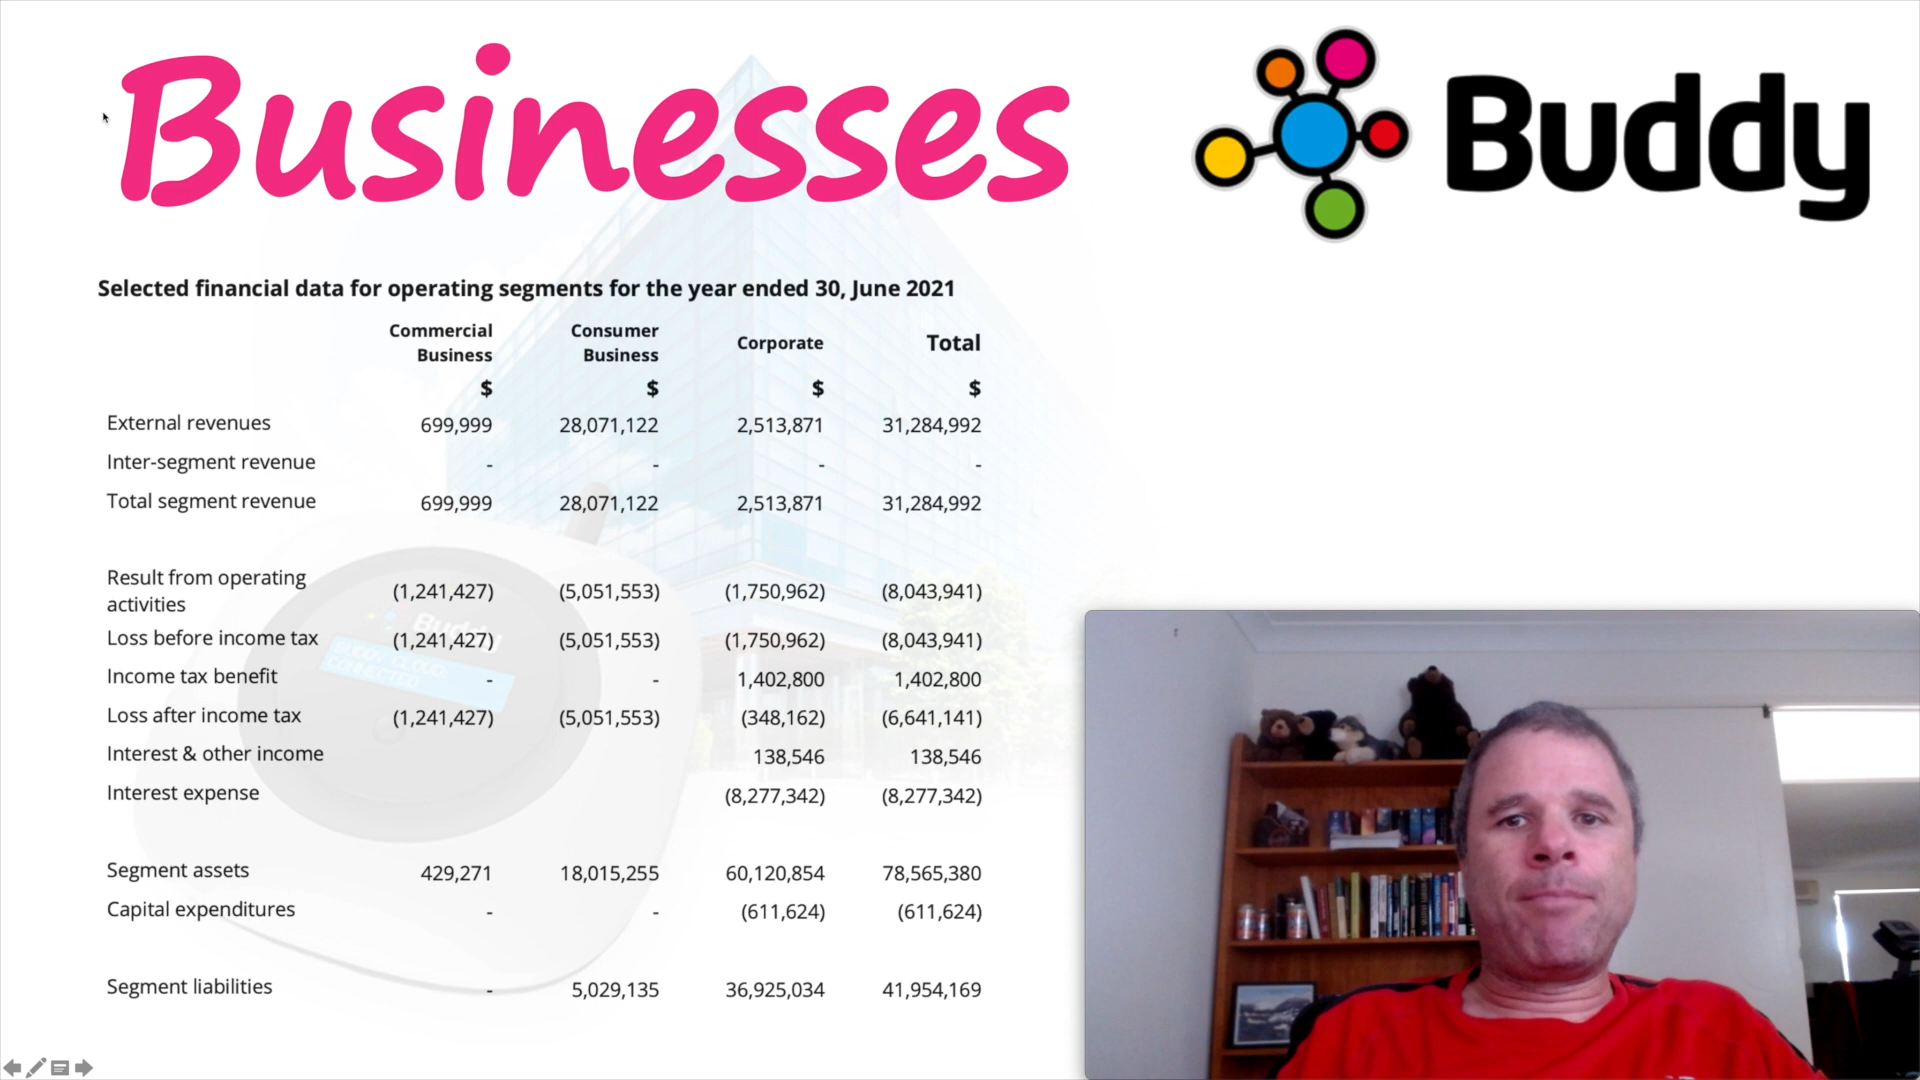 Businesses
Buddy
Selected financial data for operating segments for the year ended 30, June 2021
Commercial Business Consumer Business Corporate Total
$ $ $ $
External revenues 699,999 28,071,122 2,513,871 31,284,992
Inter-segment revenue - - - -
Total segment revenue 699,999 28,071,122 2,513,871 31,284,992
Result from operating activities (1,241,427) (5,051,553) (1,750,962) (8,043,941)
Loss before income tax (1,241,427) (5,051,553) (1,750,962) (8,043,941)
Income tax benefit - - 1,402,800 1,402,800
Loss after income tax (1,241,427) (5,051,553) (348,162) (6,641,141)
Interest & other income 138,546 138,546
Interest expense (8,277,342) (8,277,342)
Segment assets 429,271 18,015,255 60,120,854 78,565,380
Capital expenditures - - (611,624) (611,624)
Segment liabilities - 5,029,135 36,925,034 41,954,169
Buddy
BUDDY CLOUD:
CONNECTED